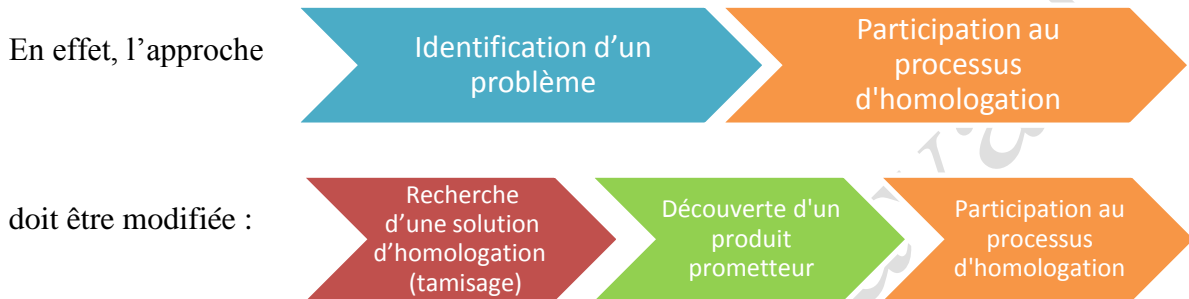 En effet, l’approche
Identification d’un
problème
Participation au
processus
d'homologation
doit être modifiée :
Recherche
d’une solution
d’homologation
(tamisage)
Découverte d'un
produit
prometteur
Participation au
processus
d'homologation